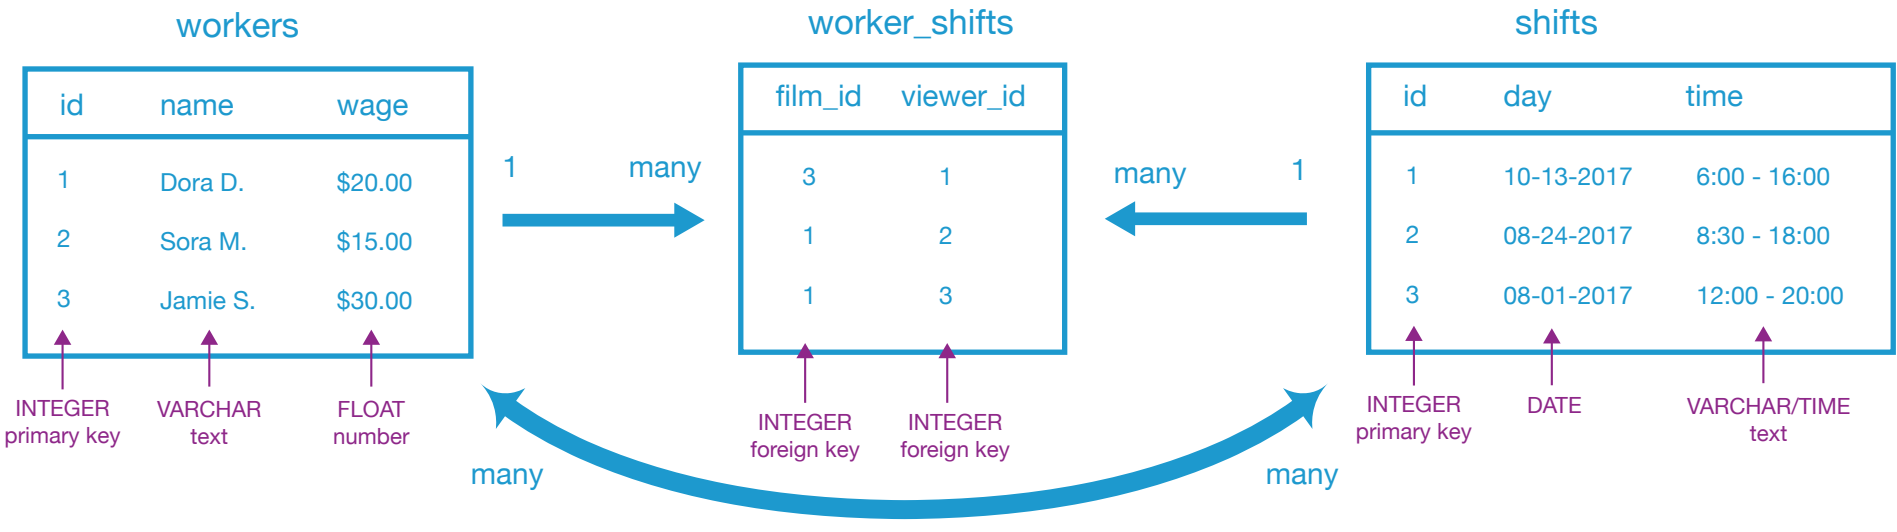 workers
id name wage
1 Dora D. $20.00
2 Sora M. $15.00
3 Jamie S. $30.00
INTEGER
primary key
VARCHAR
text
FLOAT
number
1 many
worker_shifts
film_id viewer_id
3 1
1 2
1 3
INTEGER
foreign key
INTEGER
foreign key
many 1
shifts
id day time
1 10-13-2017 6:00 - 16:00
2 08-24-2017 8:30 - 18:00
3 08-01-2017 12:00 - 20:00
INTEGER
primary key
DATE
VARCHAR/TIME
text
many many